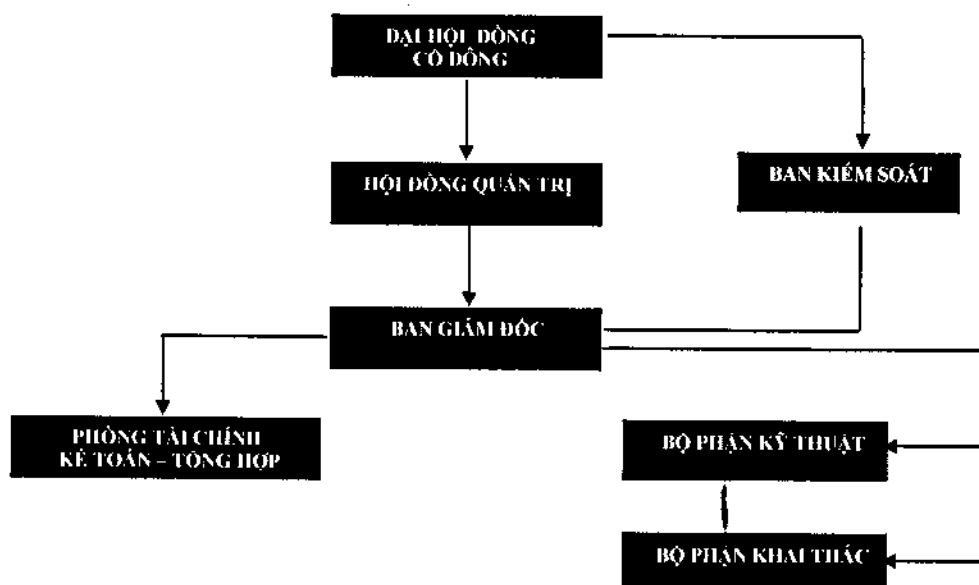 ĐẠI HỘI ĐỒNG
CỔ ĐÔNG
HỘI ĐỒNG QUẢN TRỊ
BAN KIỂM SOÁT
BAN GIÁM ĐỐC
PHÒNG TÀI CHÍNH
KẾ TOÁN – TỔNG HỢP
BỘ PHẬN KỸ THUẬT
BỘ PHẬN KHAI THÁC